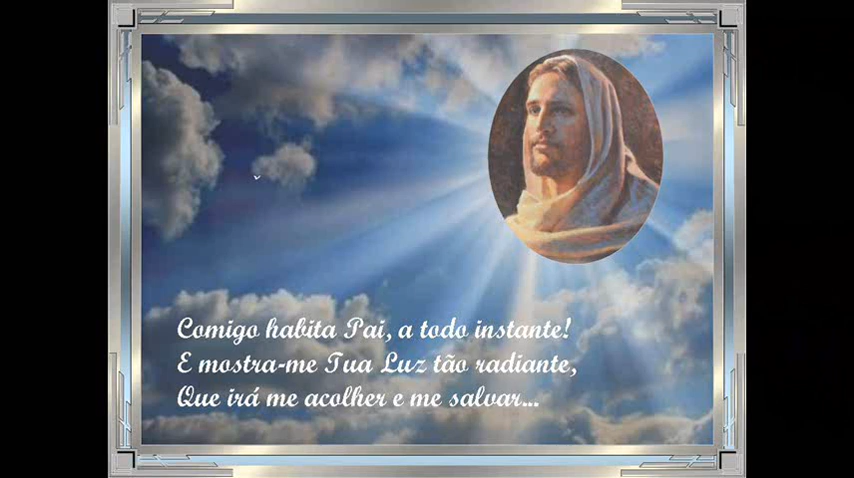 Comigo habita Pai, a todo instante!
E mostra-me Tua Luz tão radiante,
Que irá me acolher e me salvar...